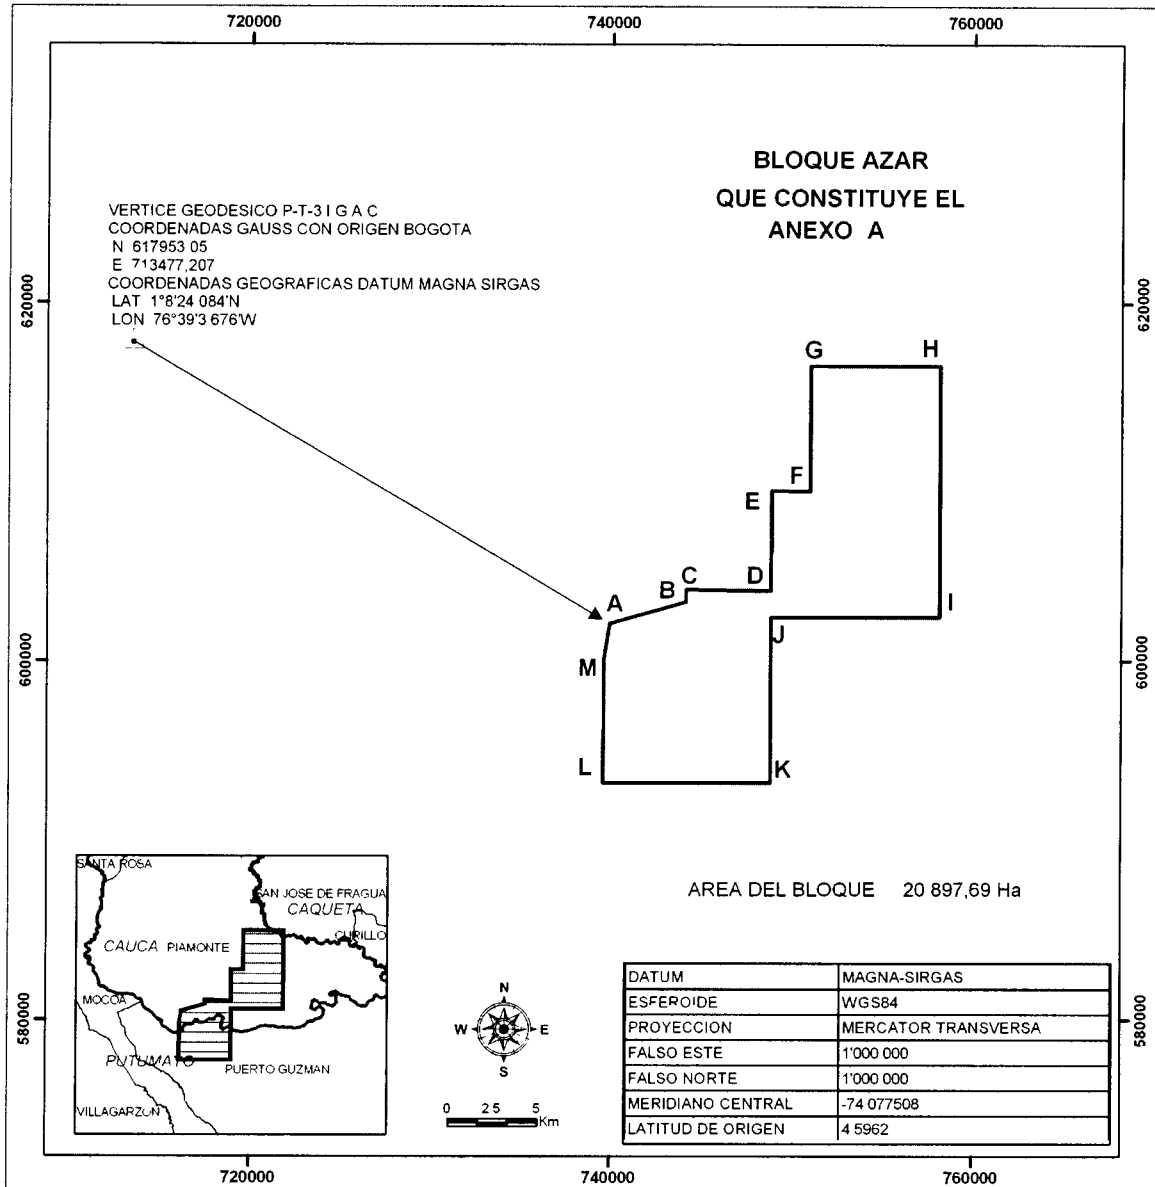 720000
740000
760000
BLOQUE AZAR
QUE CONSTITUYE EL
ANEXO A
VERTICE GEODESICO P-T-3 I G A C
COORDENADAS GAUSS CON ORIGEN BOGOTA
N 617953 05
E 713477,207
COORDENADAS GEOGRAFICAS DATUM MAGNA SIRGAS
LAT 1°8'24 084'N
LON 76°39'3 676'W
620000
620000
G
H
F
E
C
D
B
A
I
J
M
600000
600000
L
K
AREA DEL BLOQUE 20 897,69 Ha
SANTA ROSA
SAN JOSE DE FRAGUA
CAQUETA
CURILLO
CAUCA PIAMONTE
MOCOA
PUTUMAYO
PUERTO GUZMAN
VILLAGARZON
N
W
E
S
0 2 5 5
Km
DATUM MAGNA-SIRGAS
ESFEROIDE WGS84
PROYECCION MERCATOR TRANSVERSA
FALSO ESTE 1'000 000
FALSO NORTE 1'000 000
MERIDIANO CENTRAL -74 077508
LATITUD DE ORIGEN 4 5962
580000
580000
720000
740000
760000